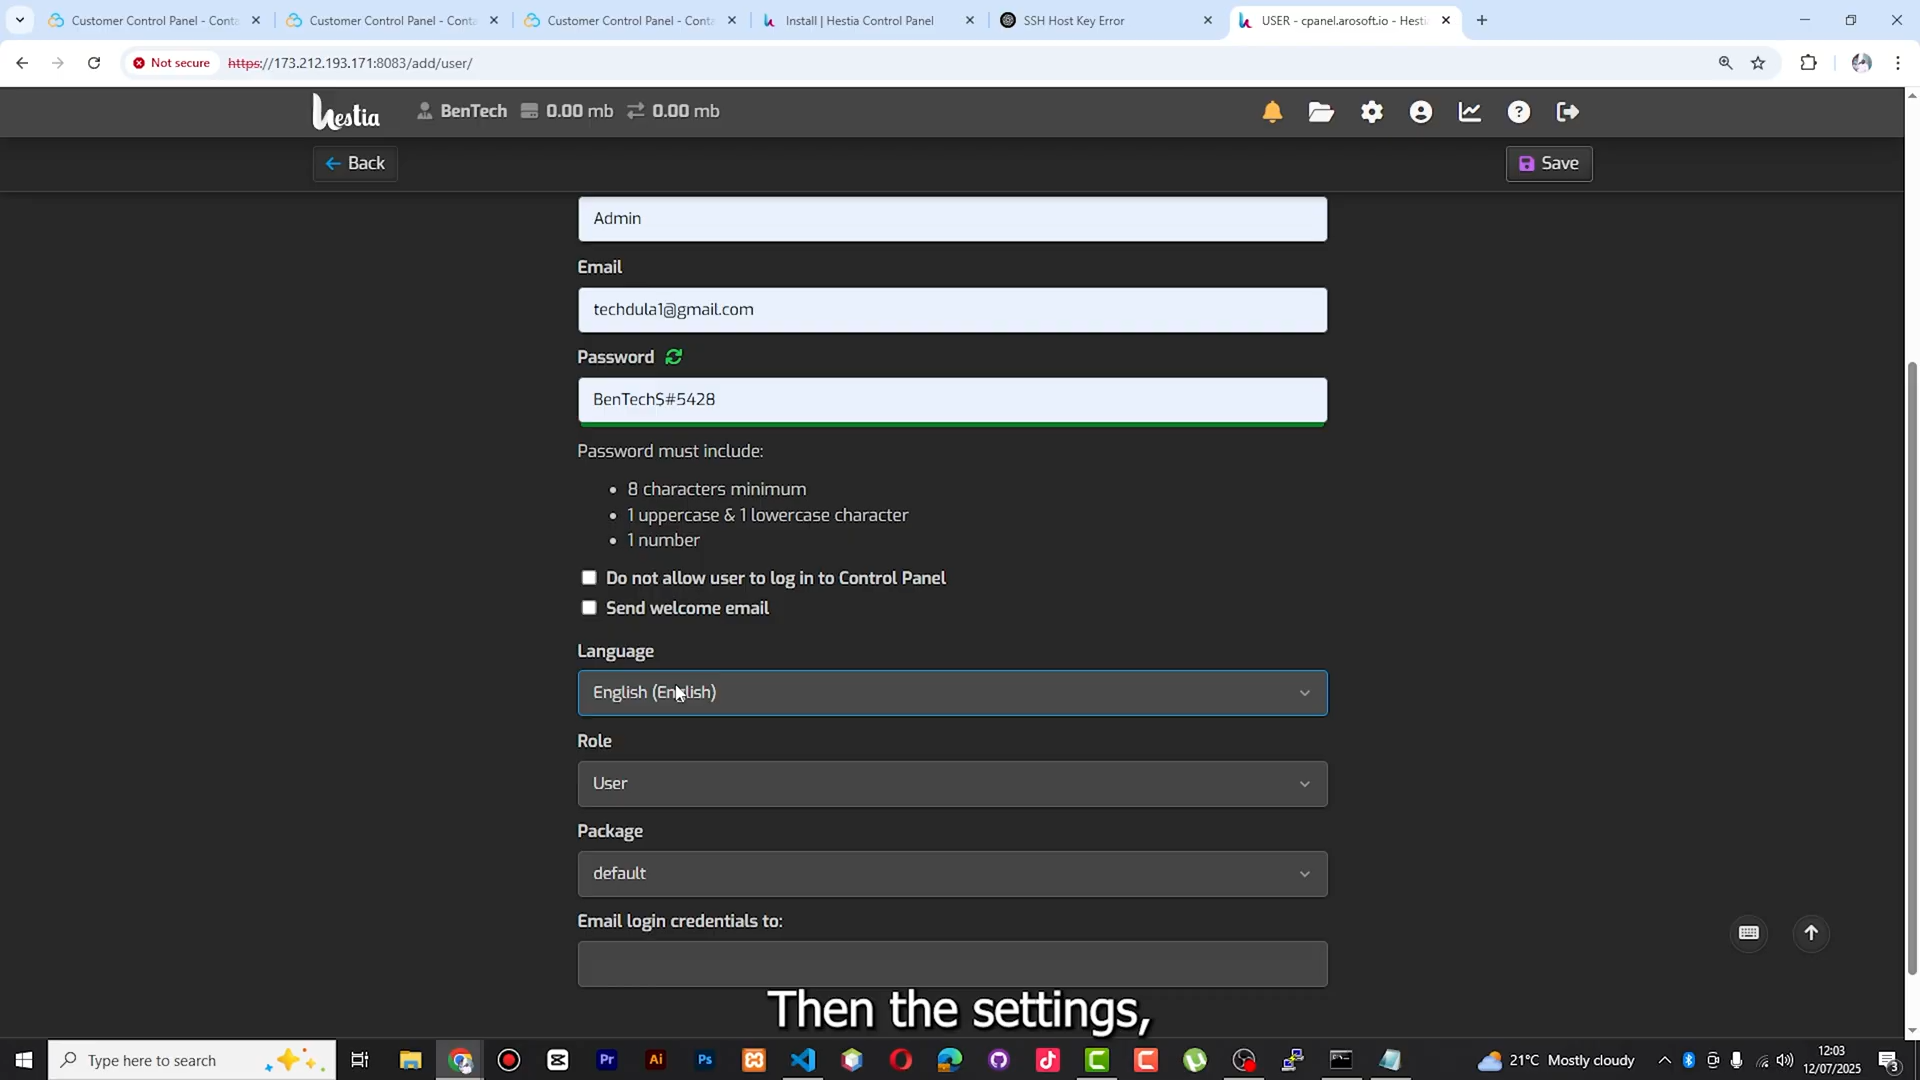 Customer Control Panel - Conta
Customer Control Panel - Conta
Customer Control Panel - Conta
Install | Hestia Control Panel
SSH Host Key Error
USER - cpanel.arosoft.io - Hesti
Not secure
https://173.212.193.171:8083/add/user/
Hestia
BenTech 0.00 mb 0.00 mb
Back
Save
Admin
Email
techdula1@gmail.com
Password
BenTech$#5428
Password must include:
• 8 characters minimum
• 1 uppercase & 1 lowercase character
• 1 number
Do not allow user to log in to Control Panel
Send welcome email
Language
English (English)
Role
User
Package
default
Email login credentials to:
Then the settings,
Type here to search
Pr
Ai
Ps
21°C Mostly cloudy
12:03
12/07/2025
3